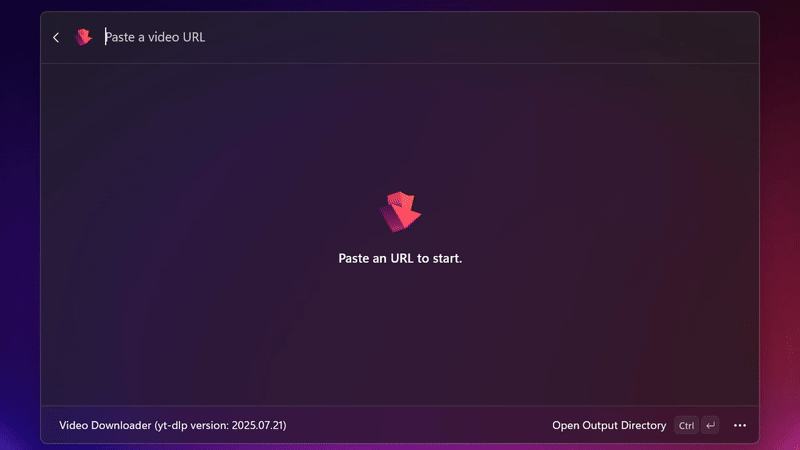 Paste a video URL
Paste an URL to start.
Video Downloader (yt-dlp version: 2025.07.21)
Open Output Directory Ctrl ↵